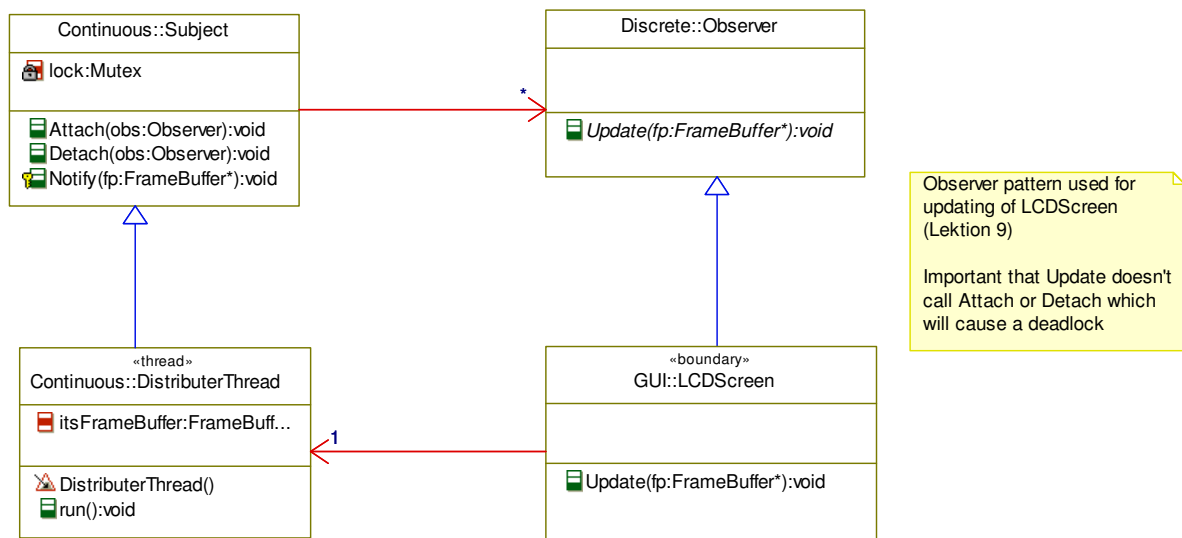 Continuous::Subject
lock:Mutex
Attach(obs:Observer):void
Detach(obs:Observer):void
Notify(fp:FrameBuffer*):void
*
Discrete::Observer
Update(fp:FrameBuffer*):void
Observer pattern used for
updating of LCDScreen
(Lektion 9)
Important that Update doesn't
call Attach or Detach which
will cause a deadlock
«thread»
Continuous::DistributerThread
itsFrameBuffer:FrameBuff...
DistributerThread()
run():void
1
«boundary»
GUI::LCDScreen
Update(fp:FrameBuffer*):void